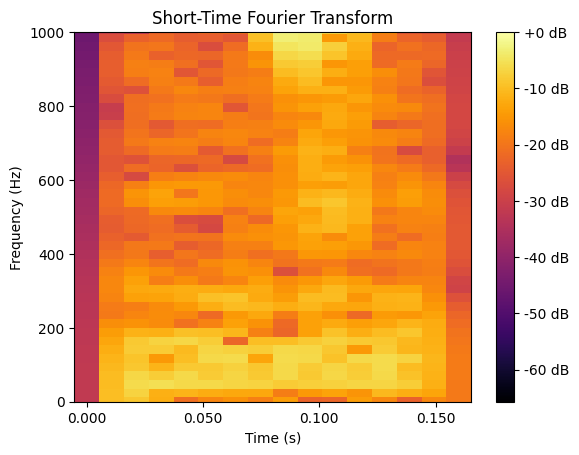 Short-Time Fourier Transform
1000
800
600
400
200
0
Frequency (Hz)
0.000
0.050
0.100
0.150
Time (s)
+0 dB
-10 dB
-20 dB
-30 dB
-40 dB
-50 dB
-60 dB